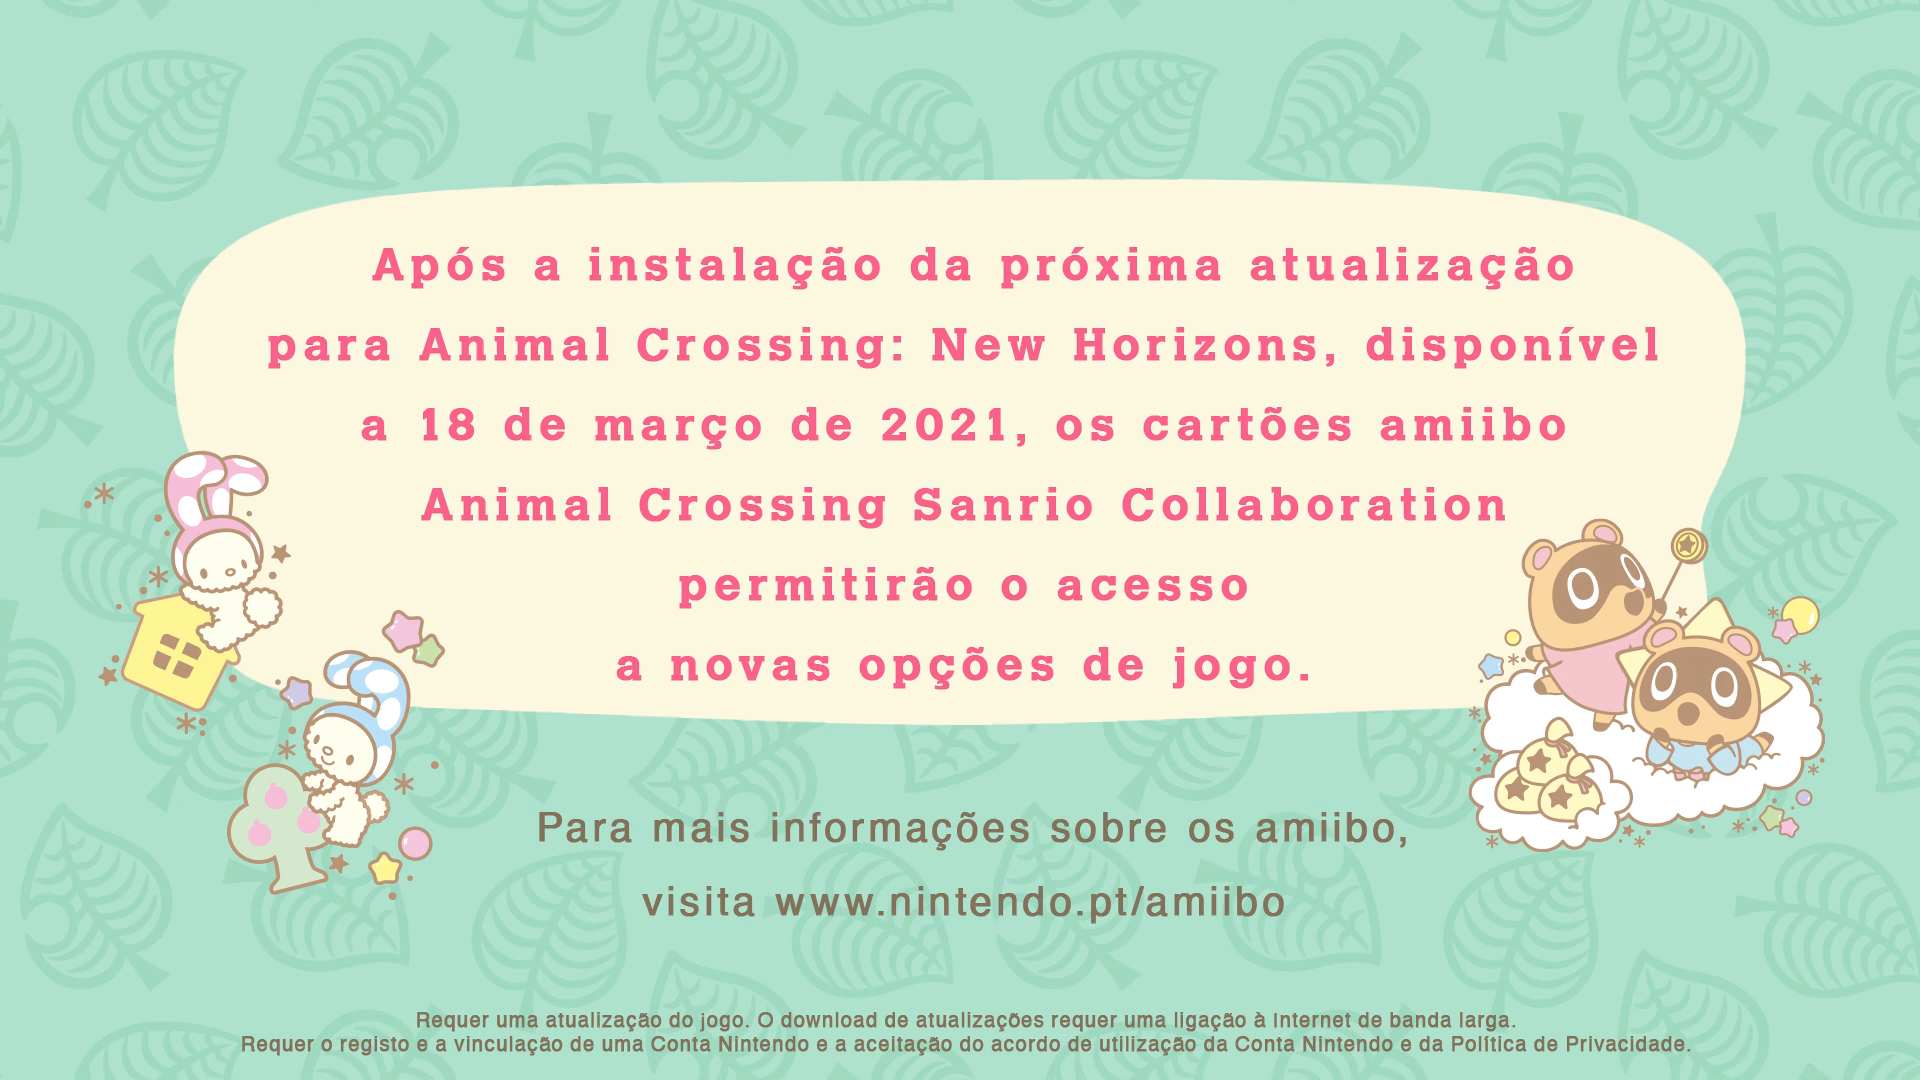 Após a instalação da próxima atualização
para Animal Crossing: New Horizons, disponível
a 18 de março de 2021, os cartões amiibo
Animal Crossing Sanrio Collaboration
permitirão o acesso
a novas opções de jogo.
Para mais informações sobre os amiibo,
visita www.nintendo.pt/amiibo
Requer uma atualização do jogo. O download de atualizações requer uma ligação à Internet de banda larga.
Requer o registo e a vinculação de uma Conta Nintendo e a aceitação do acordo de utilização da Conta Nintendo e da Política de Privacidade.